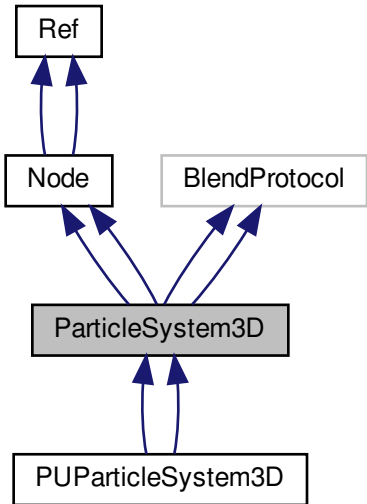 Ref
Node
BlendProtocol
ParticleSystem3D
PUParticleSystem3D